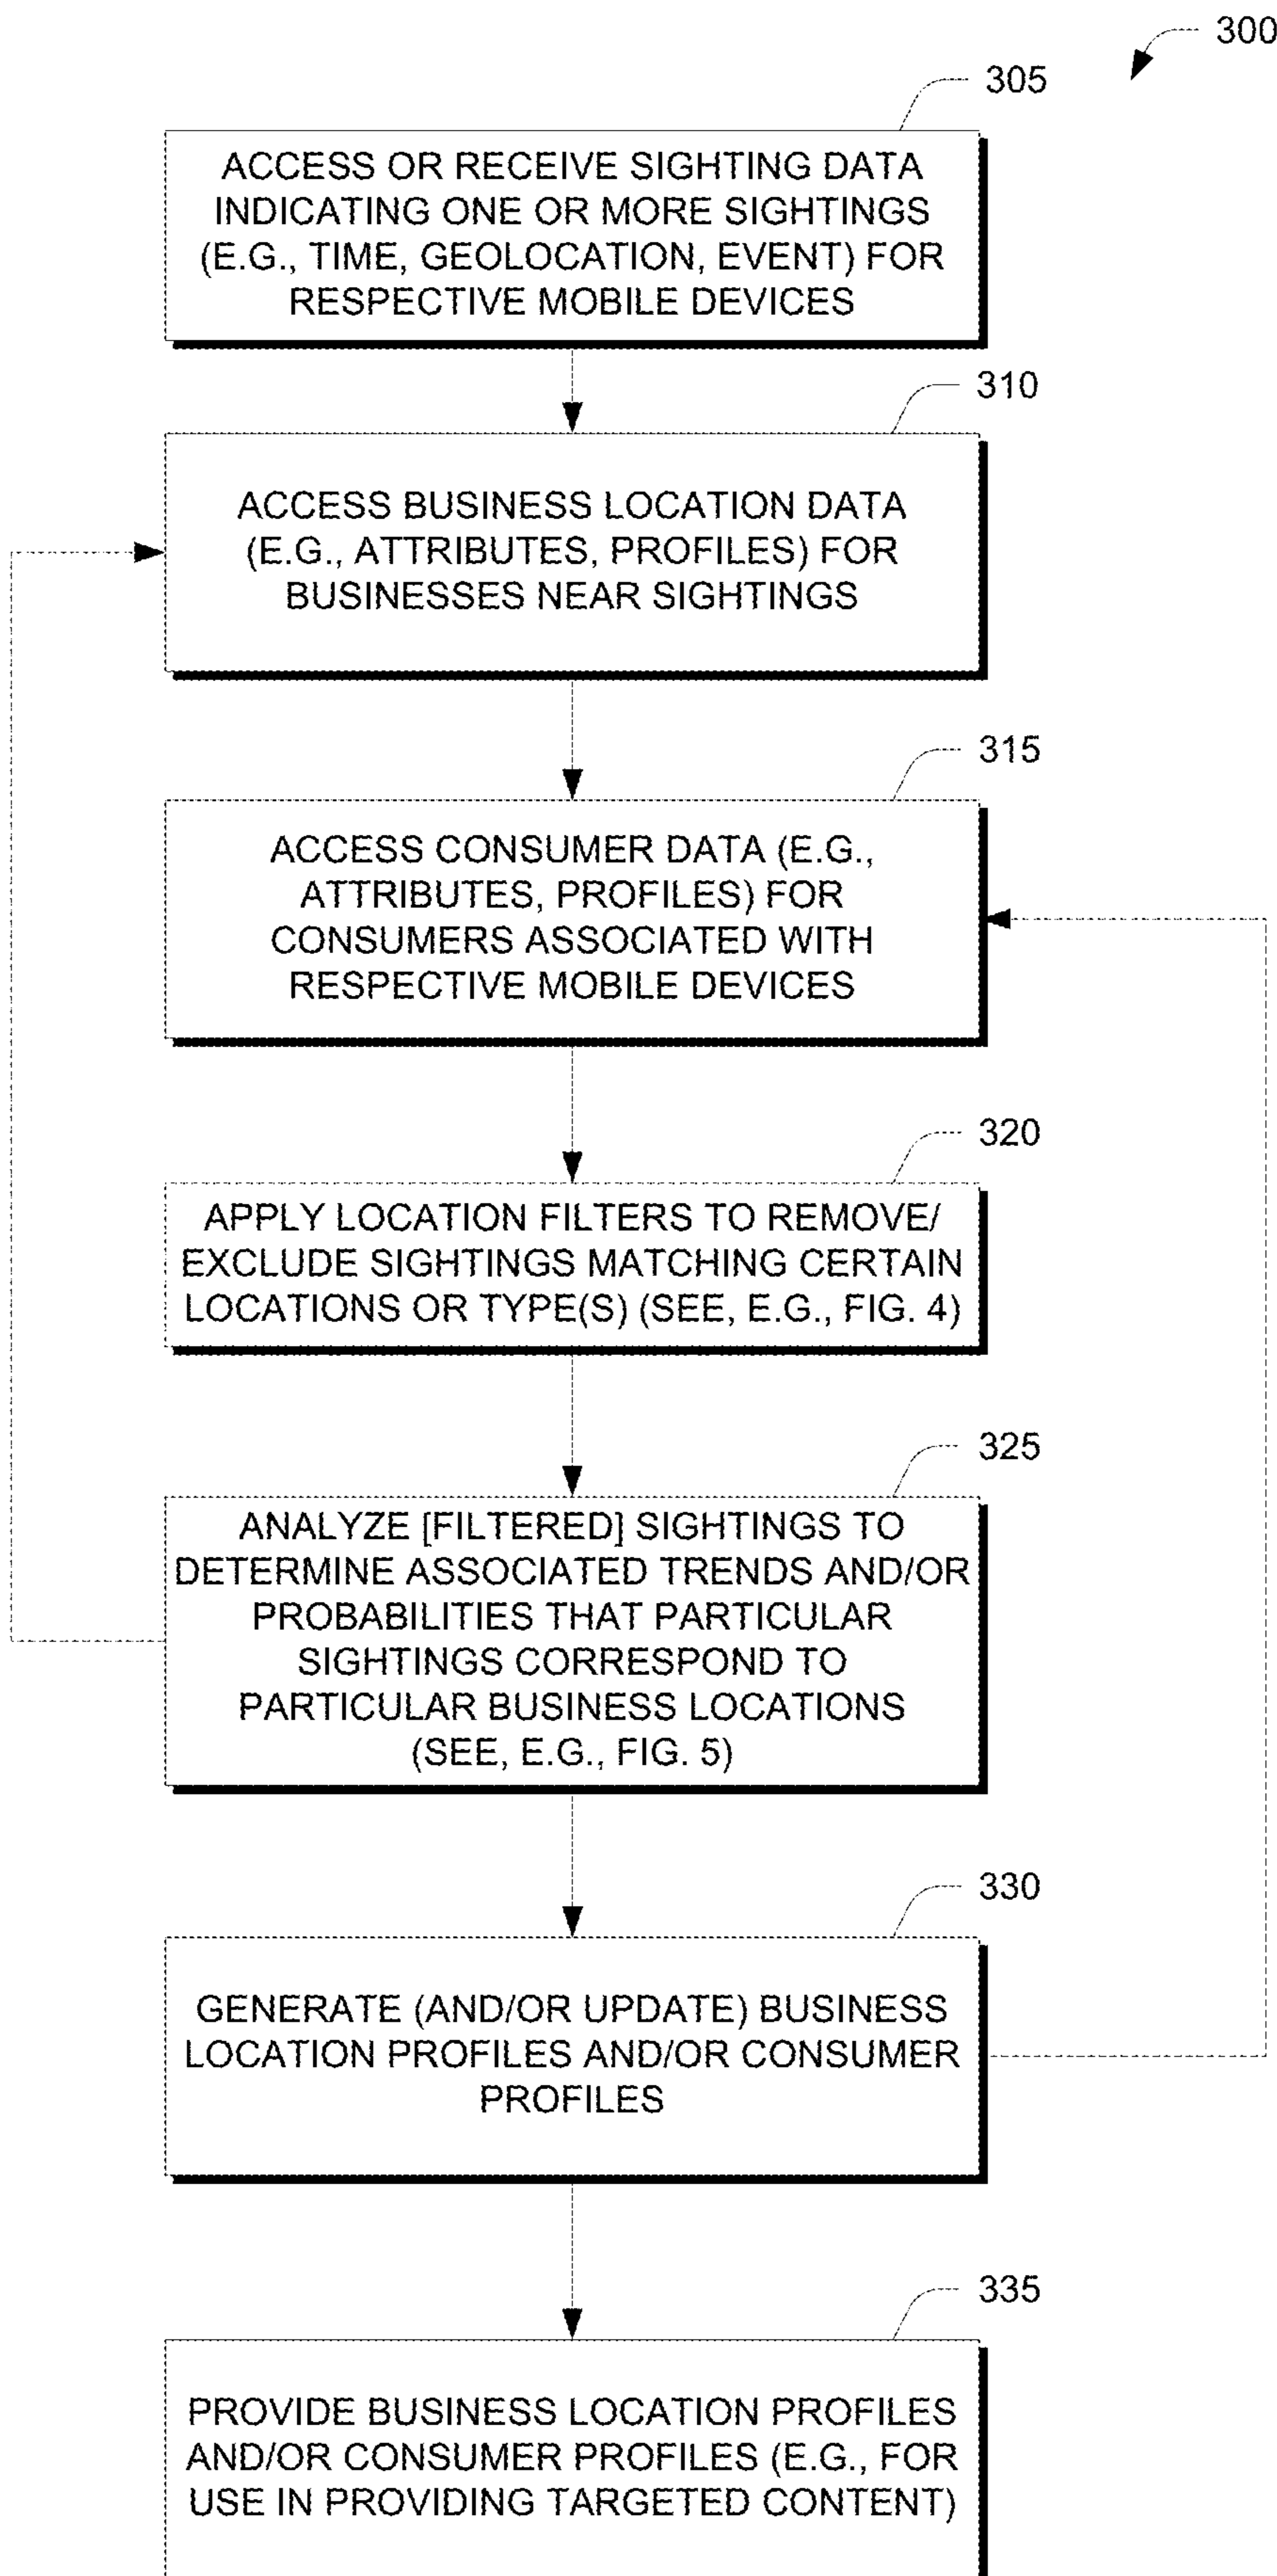 300
305
ACCESS OR RECEIVE SIGHTING DATA
INDICATING ONE OR MORE SIGHTINGS
(E.G., TIME, GEOLOCATION, EVENT) FOR
RESPECTIVE MOBILE DEVICES
310
ACCESS BUSINESS LOCATION DATA
(E.G., ATTRIBUTES, PROFILES) FOR
BUSINESSES NEAR SIGHTINGS
315
ACCESS CONSUMER DATA (E.G.,
ATTRIBUTES, PROFILES) FOR
CONSUMERS ASSOCIATED WITH
RESPECTIVE MOBILE DEVICES
320
APPLY LOCATION FILTERS TO REMOVE/
EXCLUDE SIGHTINGS MATCHING CERTAIN
LOCATIONS OR TYPE(S) (SEE, E.G., FIG. 4)
325
ANALYZE [FILTERED] SIGHTINGS TO
DETERMINE ASSOCIATED TRENDS AND/OR
PROBABILITIES THAT PARTICULAR
SIGHTINGS CORRESPOND TO
PARTICULAR BUSINESS LOCATIONS
(SEE, E.G., FIG. 5)
330
GENERATE (AND/OR UPDATE) BUSINESS
LOCATION PROFILES AND/OR CONSUMER
PROFILES
335
PROVIDE BUSINESS LOCATION PROFILES
AND/OR CONSUMER PROFILES (E.G., FOR
USE IN PROVIDING TARGETED CONTENT)